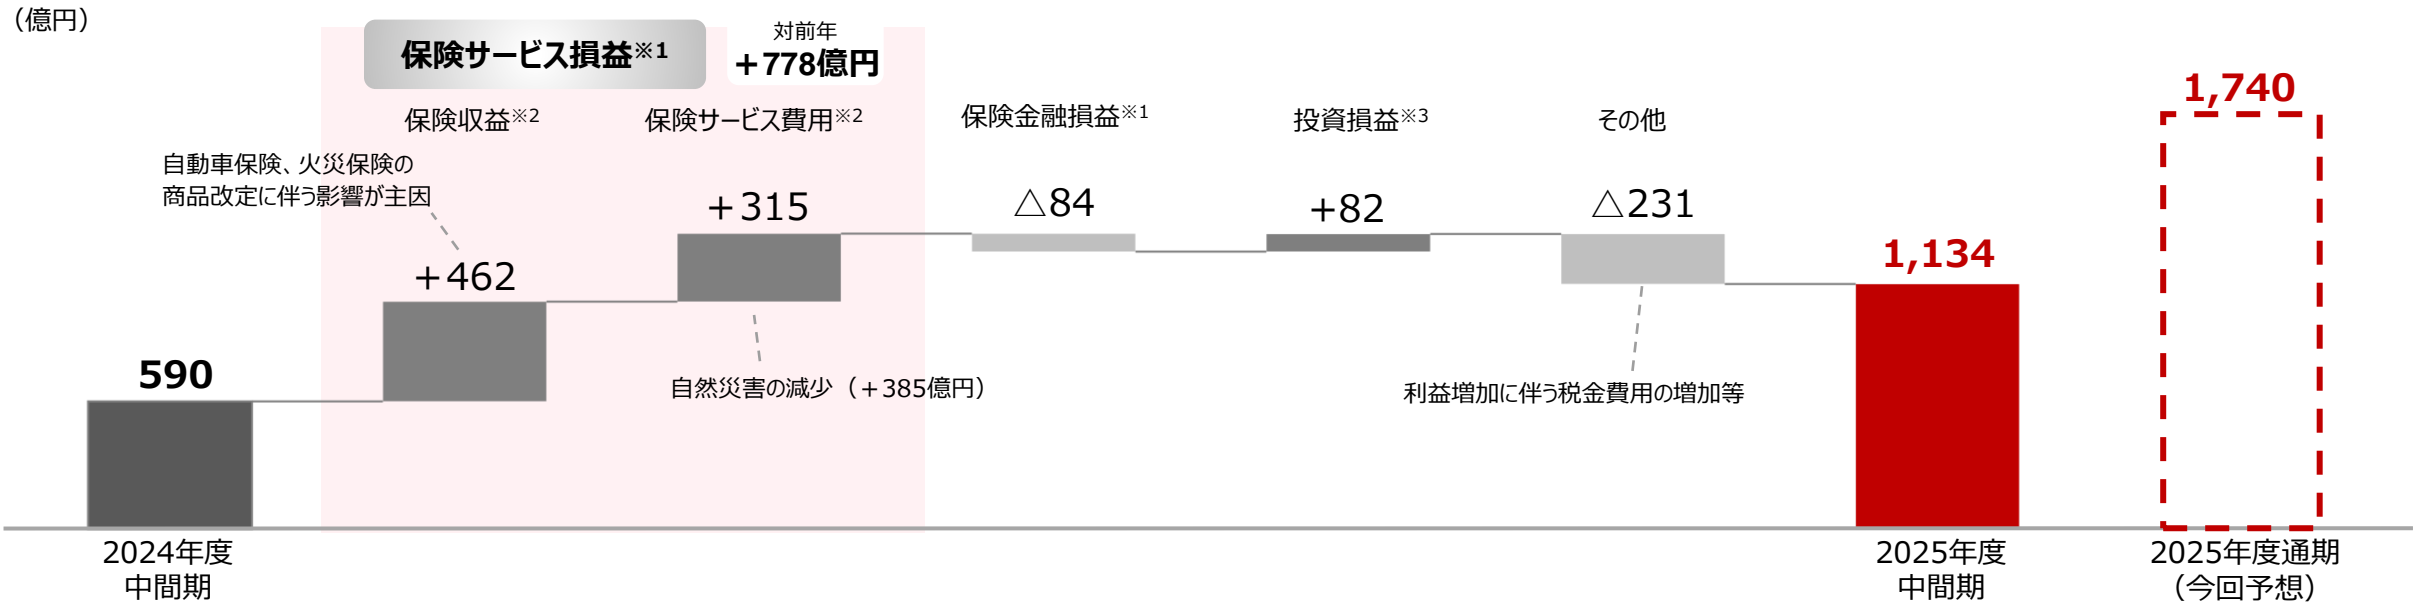 （億円）
保険サービス損益※1
対前年
＋778億円
保険収益※2
保険サービス費用※2
保険金融損益※1
投資損益※3
その他
自動車保険、火災保険の
商品改定に伴う影響が主因
590
＋462
＋315
△84
+82
△231
1,134
1,740
自然災害の減少（＋385億円）
利益増加に伴う税金費用の増加等
2024年度
中間期
2025年度
中間期
2025年度通期
（今回予想）